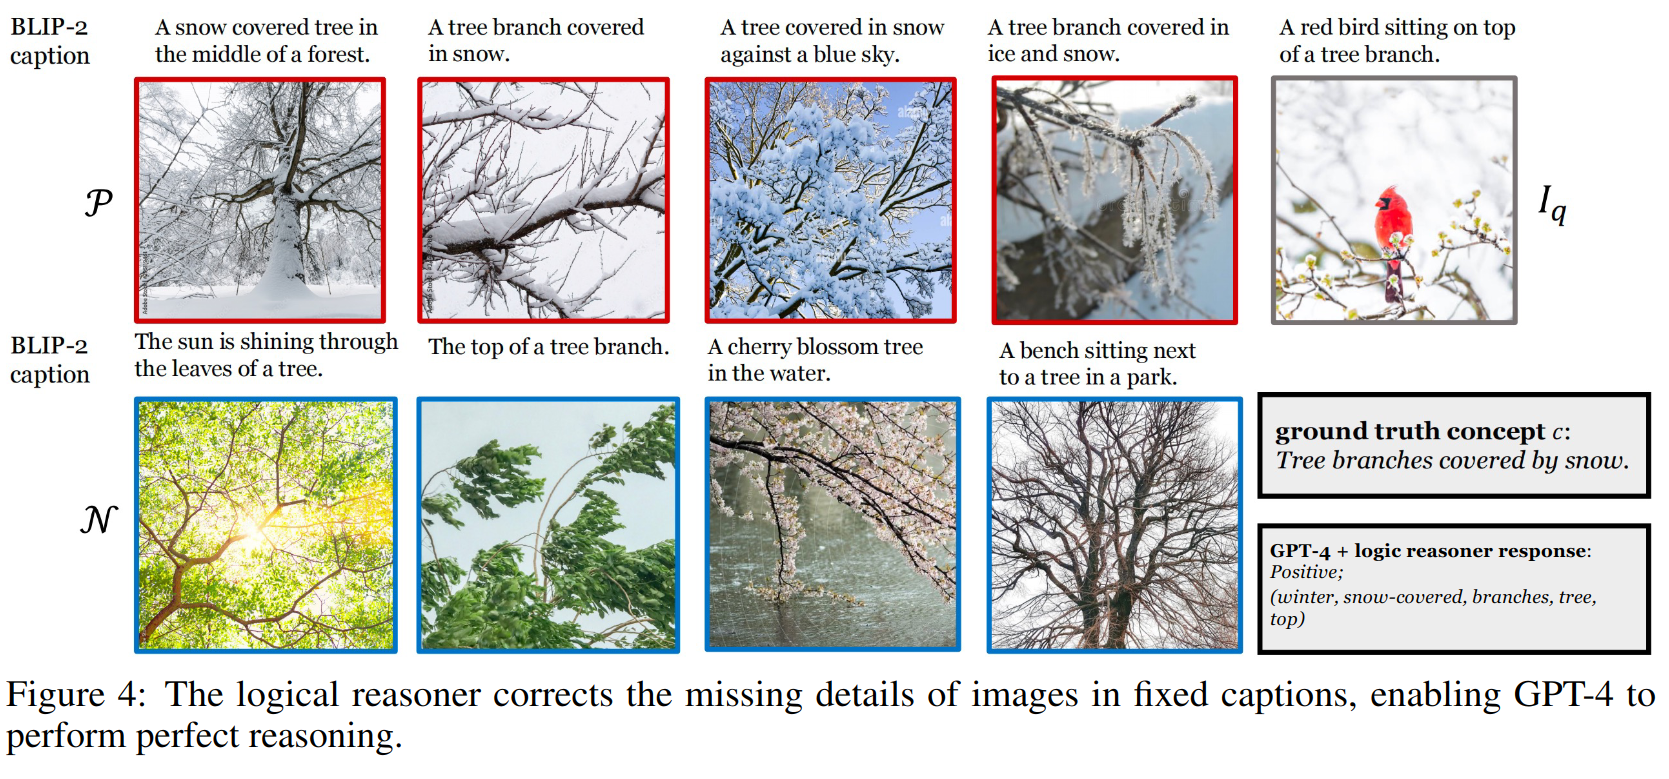 BLIP-2
caption
A snow covered tree in
the middle of a forest.
A tree branch covered
in snow.
A tree covered in snow
against a blue sky.
A tree branch covered in
ice and snow.
A red bird sitting on top
of a tree branch.
𝒫
I_q
BLIP-2
caption
The sun is shining through
the leaves of a tree.
The top of a tree branch.
A cherry blossom tree
in the water.
A bench sitting next
to a tree in a park.
𝒩
ground truth concept c:
Tree branches covered by snow.
GPT-4 + logic reasoner response:
Positive;
(winter, snow-covered, branches, tree,
top)
Figure 4: The logical reasoner corrects the missing details of images in fixed captions, enabling GPT-4 to
perform perfect reasoning.